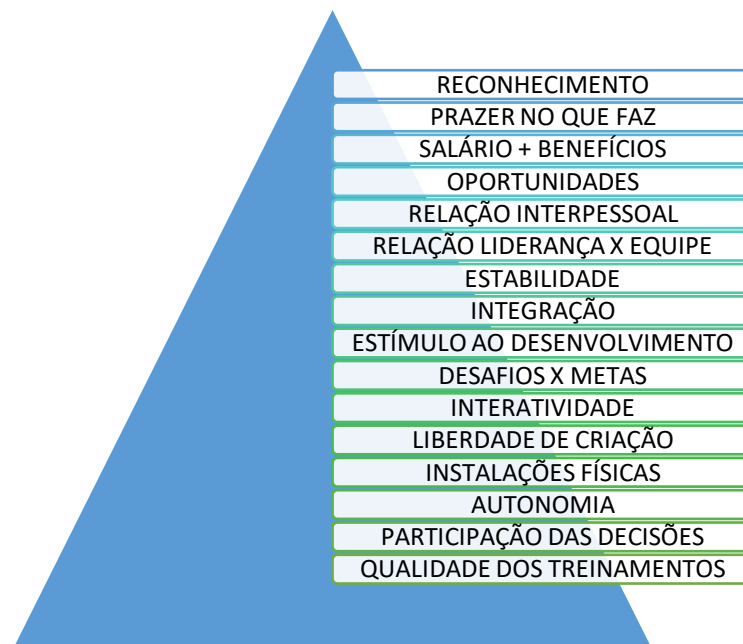 RECONHECIMENTO
PRAZER NO QUE FAZ
SALÁRIO + BENEFÍCIOS
OPORTUNIDADES
RELAÇÃO INTERPESSOAL
RELAÇÃO LIDERANÇA X EQUIPE
ESTABILIDADE
INTEGRAÇÃO
ESTÍMULO AO DESENVOLVIMENTO
DESAFIOS X METAS
INTERATIVIDADE
LIBERDADE DE CRIAÇÃO
INSTALAÇÕES FÍSICAS
AUTONOMIA
PARTICIPAÇÃO DAS DECISÕES
QUALIDADE DOS TREINAMENTOS